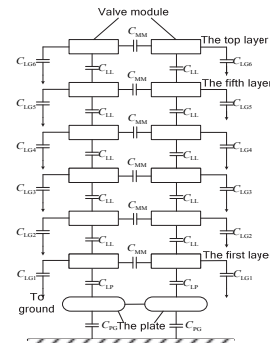 Valve module
C_MM
The top layer
C_LG6
C_LL
C_LL
C_LG6
C_MM
The fifth layer
C_LG5
C_LL
C_LL
C_LG5
C_MM
C_LG4
C_LL
C_LL
C_LG4
C_MM
C_LG3
C_LL
C_LL
C_LG3
C_MM
C_LG2
C_LL
C_LL
C_LG2
C_MM
The first layer
C_LG1
C_LP
C_LP
C_LG1
To
ground
C_PG
The plate
C_PG